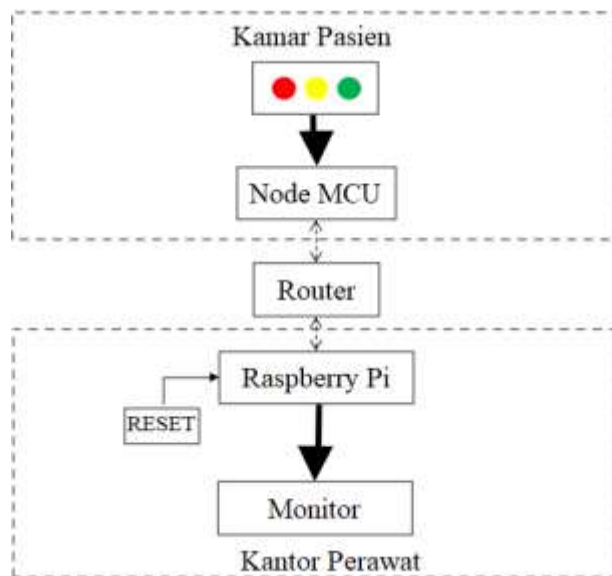 Kamar Pasien
Node MCU
Router
Raspberry Pi
RESET
Monitor
Kantor Perawat